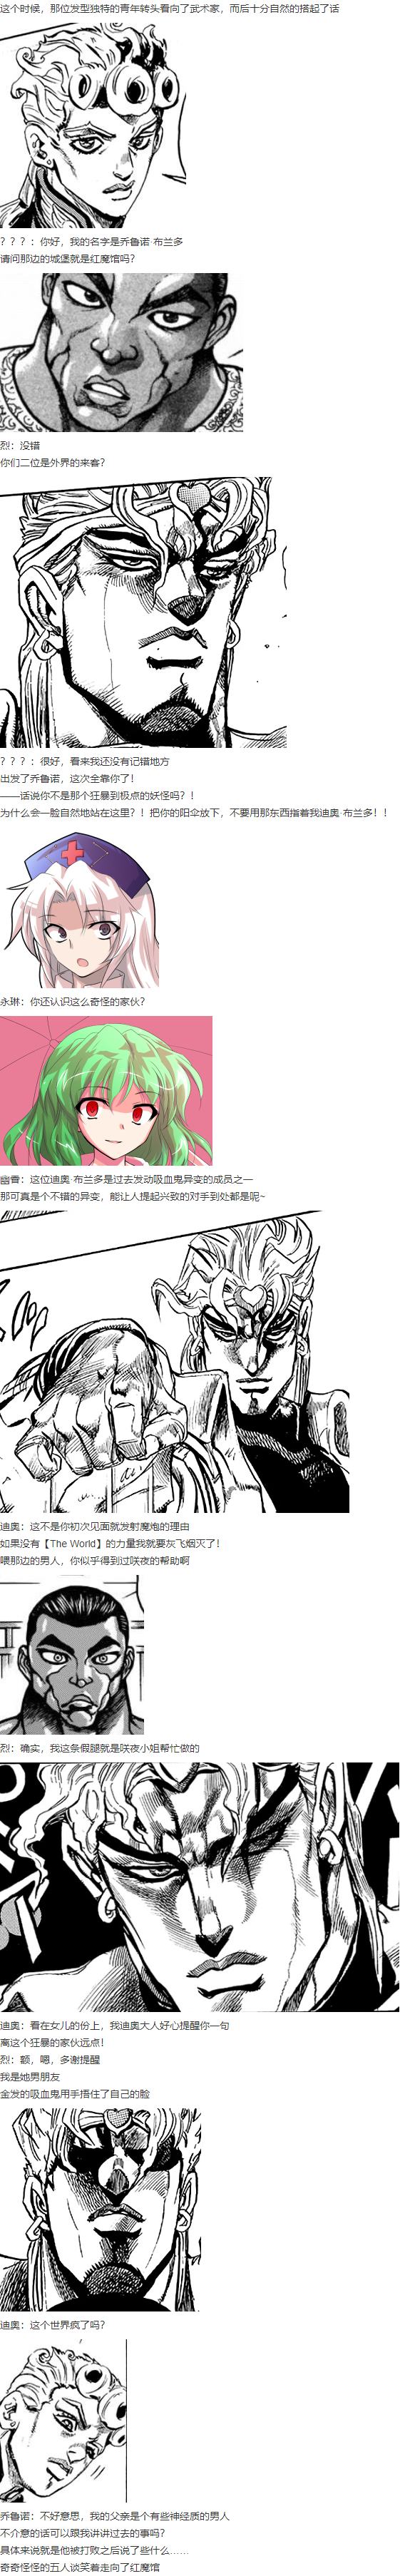 这个时候，那位发型独特的青年转头看向了武术家，而后十分自然的搭起了话
？？？：你好，我的名字是乔鲁诺·布兰多
请问那边的城堡就是红魔馆吗？
烈：没错
你们二位是外界的来客？
？？？：很好，看来我还没有记错地方
出发了乔鲁诺，这次全靠你了！
——话说你不是那个狂暴到极点的妖怪吗？！
为什么会一脸自然地站在这里？！把你的阳伞放下，不要用那东西指着我迪奥·布兰多！！
永琳：你还认识这么奇怪的家伙？
幽香：这位迪奥·布兰多是过去发动吸血鬼异变的成员之一
那可真是个不错的异变，能让人提起兴致的对手到处都是呢~
迪奥：这不是你初次见面就发射魔炮的理由
如果没有【The World】的力量我就要灰飞烟灭了！
喂那边的男人，你似乎得到过咲夜的帮助啊
烈：确实，我这条假腿就是咲夜小姐帮忙做的
迪奥：看在女儿的份上，我迪奥大人好心提醒你一句
离这个狂暴的家伙远点！
烈：额，嗯，多谢提醒
我是她男朋友
金发的吸血鬼用手捂住了自己的脸
迪奥：这个世界疯了吗？
乔鲁诺：不好意思，我的父亲是个有些神经质的男人
不介意的话可以跟我讲讲过去的事吗？
具体来说就是他被打败之后说了些什么……
奇奇怪怪的五人谈笑着走向了红魔馆